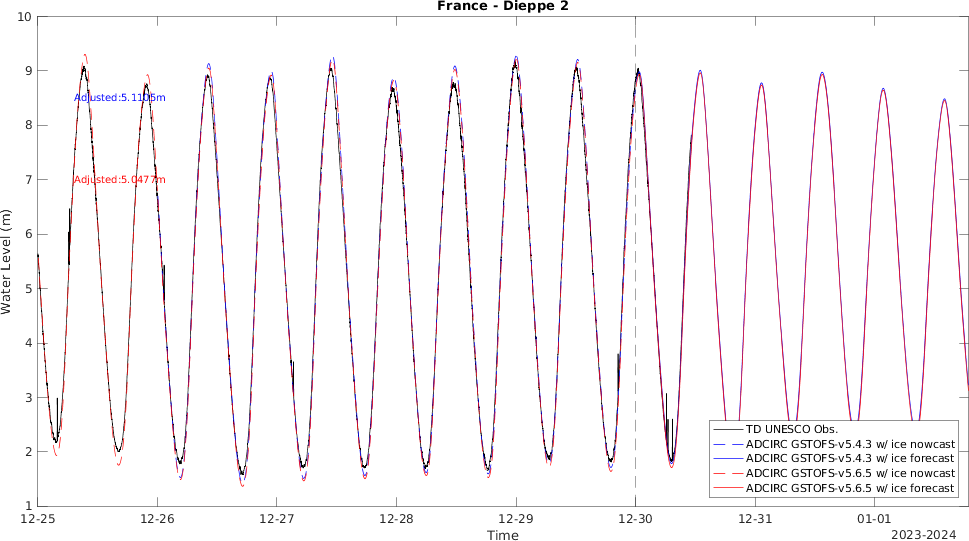 France - Dieppe 2
10
9
8
7
6
5
4
3
2
1
Water Level (m)
Adjusted:5.1105m
Adjusted:5.0477m
TD UNESCO Obs.
ADCIRC GSTOFS-v5.4.3 w/ ice nowcast
ADCIRC GSTOFS-v5.4.3 w/ ice forecast
ADCIRC GSTOFS-v5.6.5 w/ ice nowcast
ADCIRC GSTOFS-v5.6.5 w/ ice forecast
12-25 12-26 12-27 12-28 12-29 12-30 12-31 01-01
Time
2023-2024